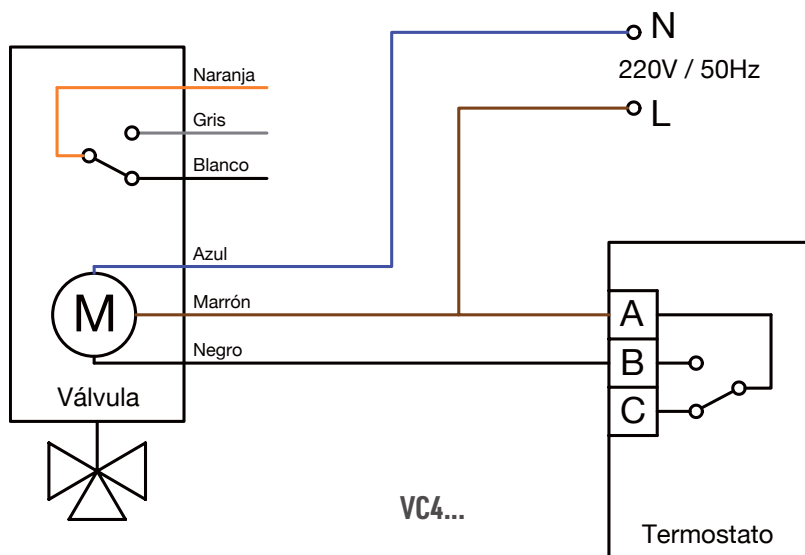 N
220V / 50Hz
L
Naranja
Gris
Blanco
Azul
Marrón
Negro
M
Válvula
A
B
C
VC4...
Termostato